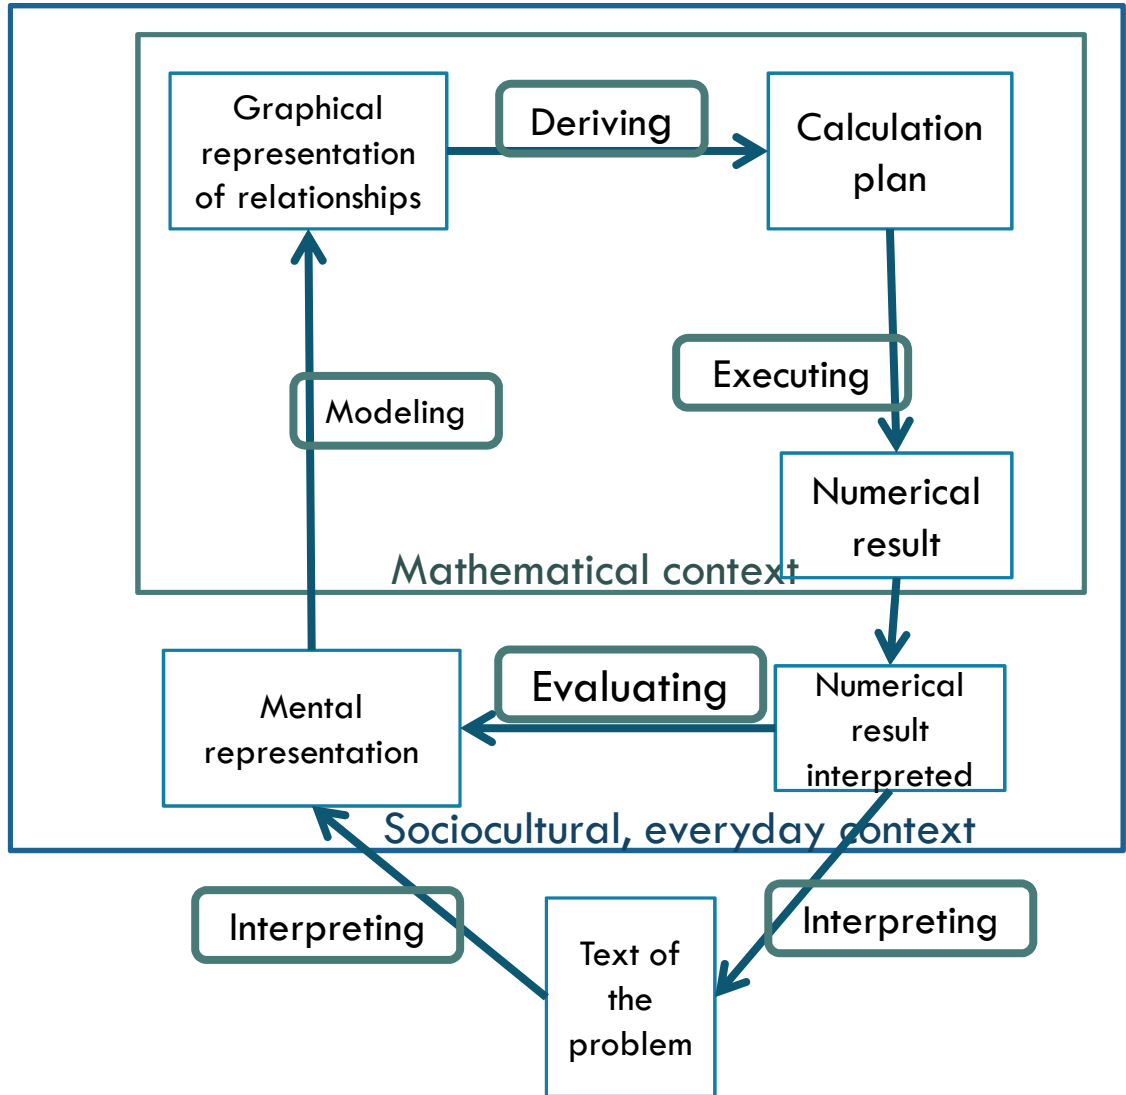 Graphical
representation
of relationships
Deriving
Calculation
plan
Executing
Modeling
Numerical
result
Mathematical context
Mental
representation
Evaluating
Numerical
result
interpreted
Sociocultural, everyday context
Interpreting
Text of
the
problem
Interpreting